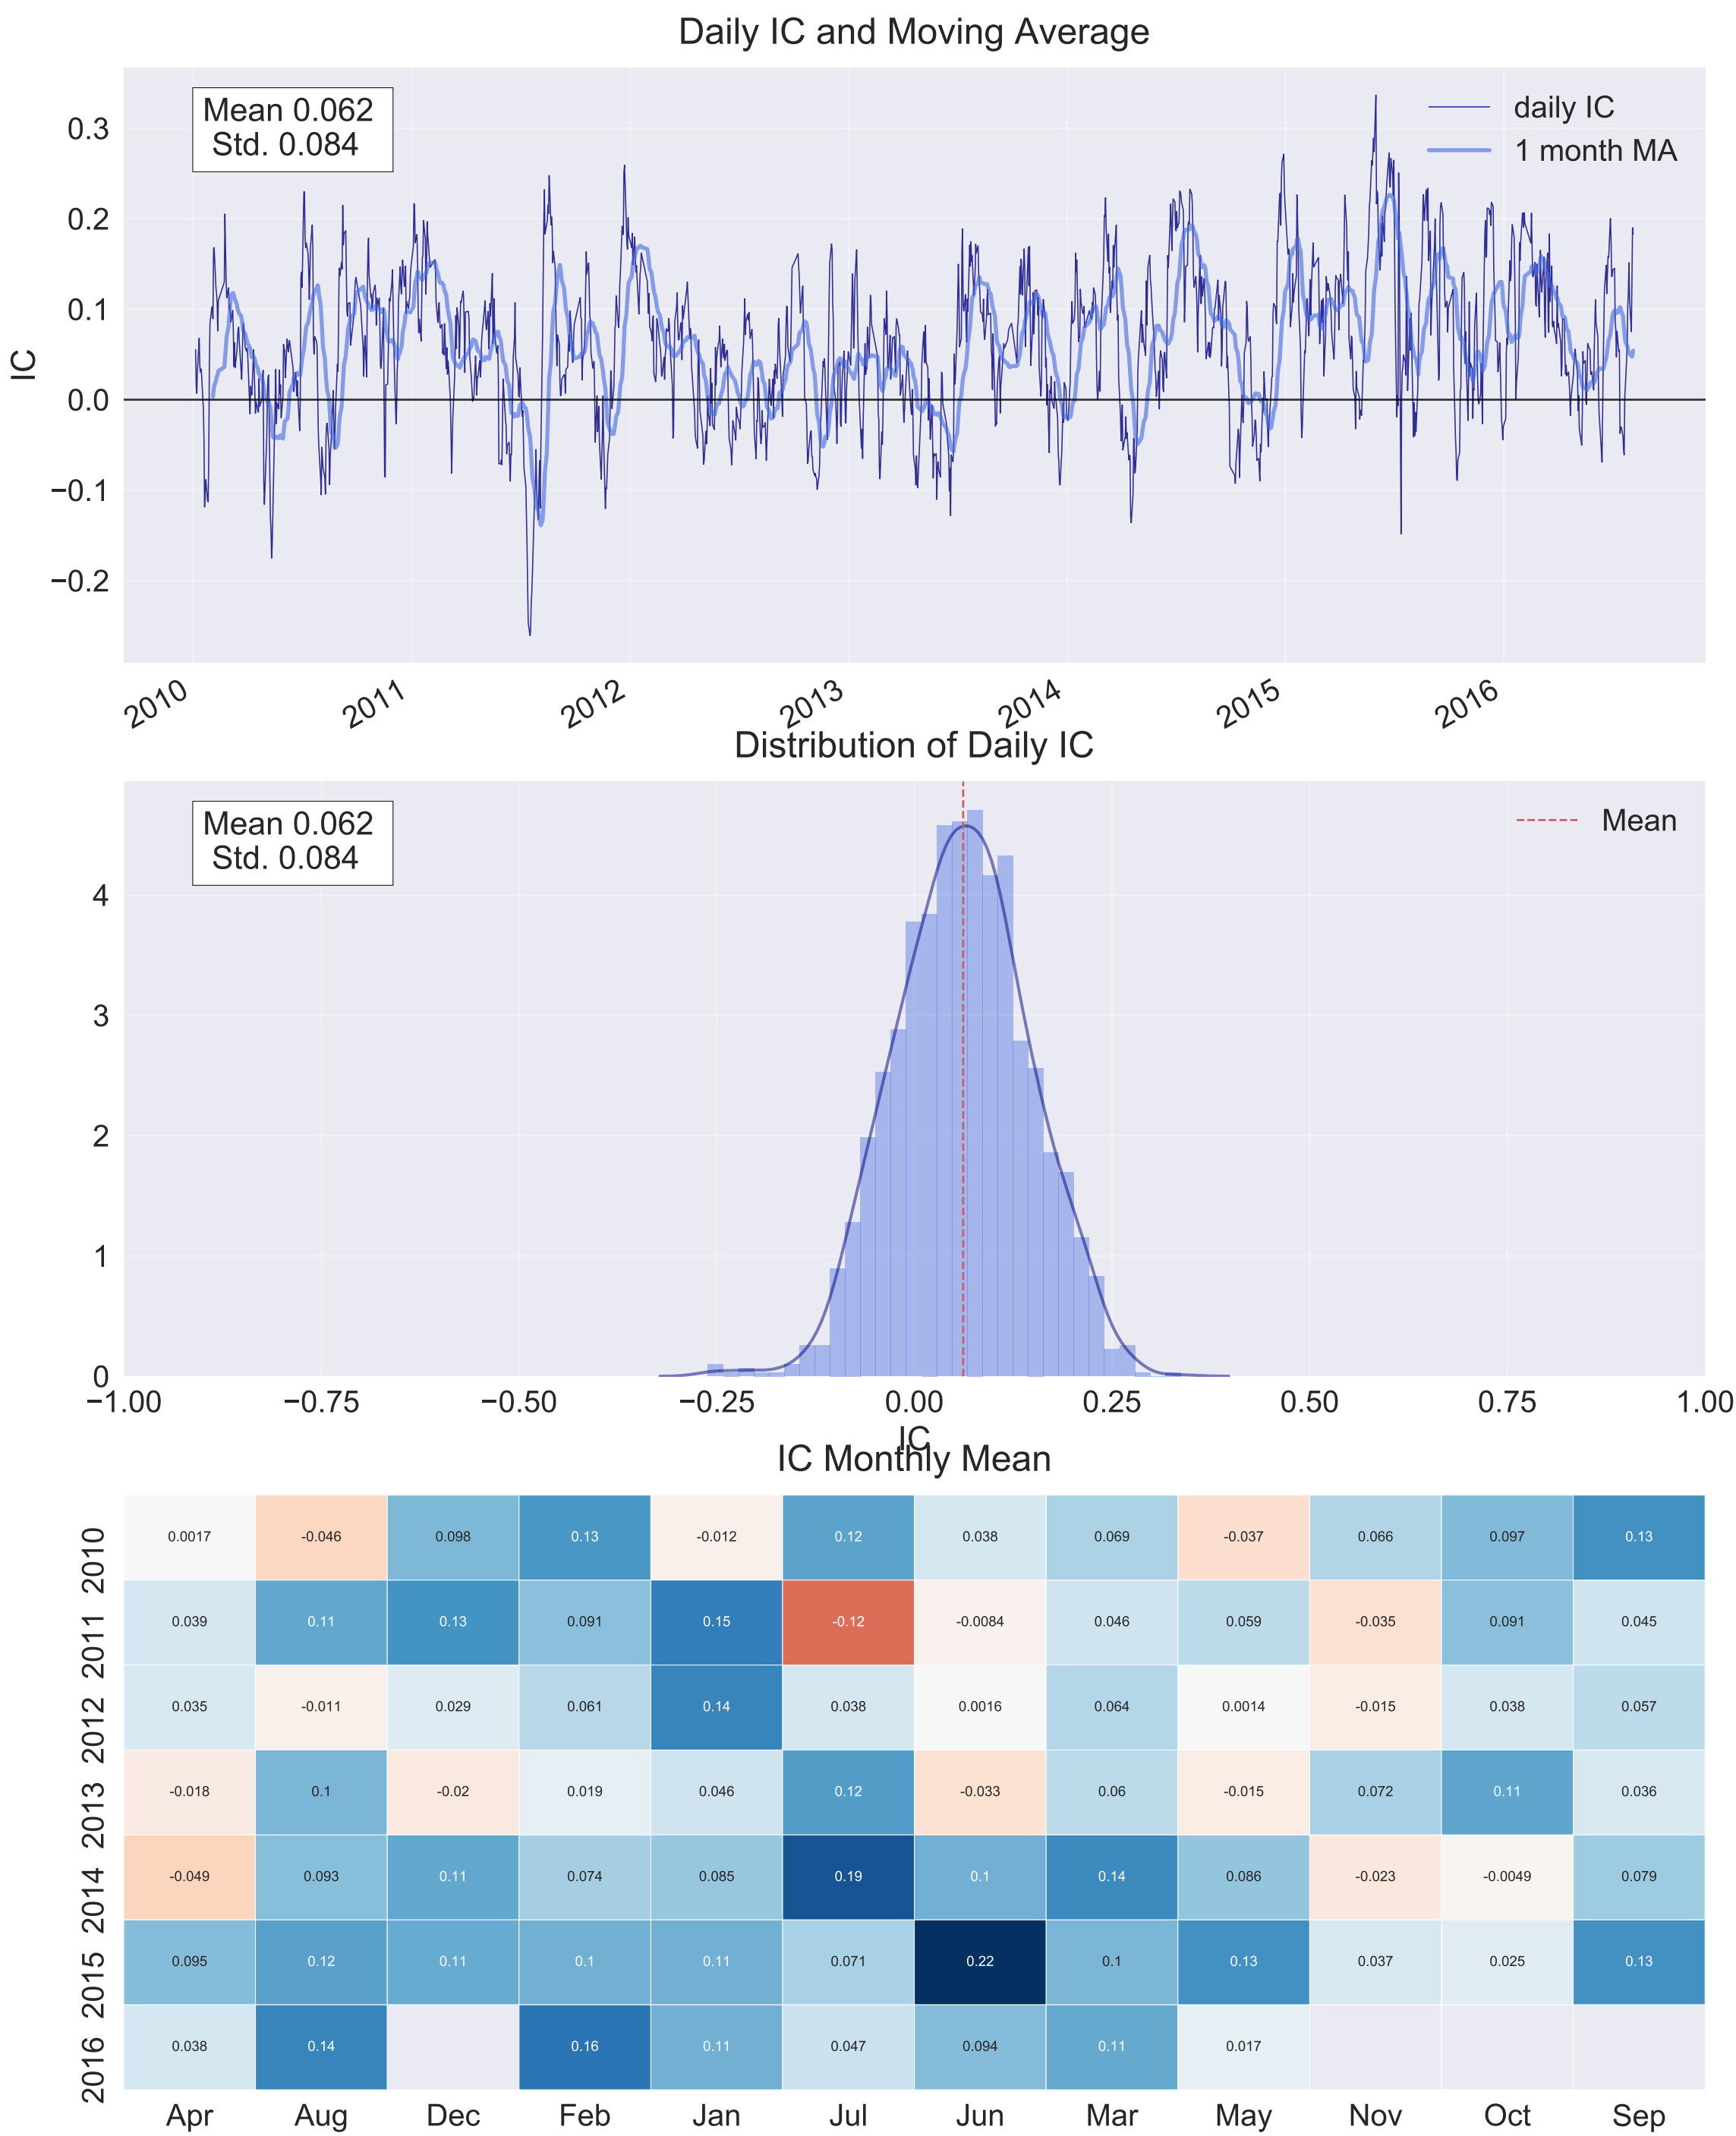 Daily IC and Moving Average
Mean 0.062
Std. 0.084
daily IC
1 month MA
IC
0.3
0.2
0.1
0.0
−0.1
−0.2
2010 2011 2012 2013 2014 2015 2016
Distribution of Daily IC
Mean 0.062
Std. 0.084
Mean
4
3
2
1
0
−1.00 −0.75 −0.50 −0.25 0.00 0.25 0.50 0.75 1.00
IC
IC Monthly Mean
2010 0.0017 -0.046 0.098 0.13 -0.012 0.12 0.038 0.069 -0.037 0.066 0.097 0.13
2011 0.039 0.11 0.13 0.091 0.15 -0.12 -0.0084 0.046 0.059 -0.035 0.091 0.045
2012 0.035 -0.011 0.029 0.061 0.14 0.038 0.0016 0.064 0.0014 -0.015 0.038 0.057
2013 -0.018 0.1 -0.02 0.019 0.046 0.12 -0.033 0.06 -0.015 0.072 0.11 0.036
2014 -0.049 0.093 0.11 0.074 0.085 0.19 0.1 0.14 0.086 -0.023 -0.0049 0.079
2015 0.095 0.12 0.11 0.1 0.11 0.071 0.22 0.1 0.13 0.037 0.025 0.13
2016 0.038 0.14 0.16 0.11 0.047 0.094 0.11 0.017
Apr Aug Dec Feb Jan Jul Jun Mar May Nov Oct Sep